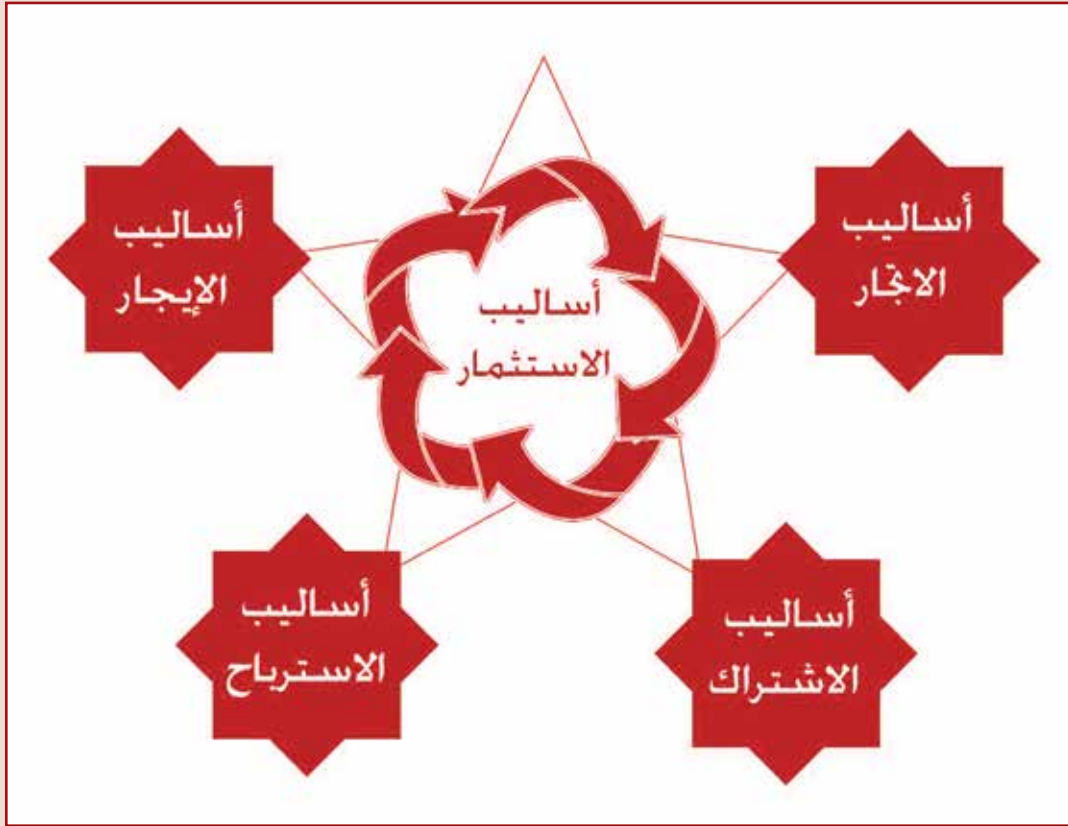 أساليب
الاتجار
أساليب
الإيجار
أساليب
الاستثمار
أساليب
الاشتراك
أساليب
الاسترباح